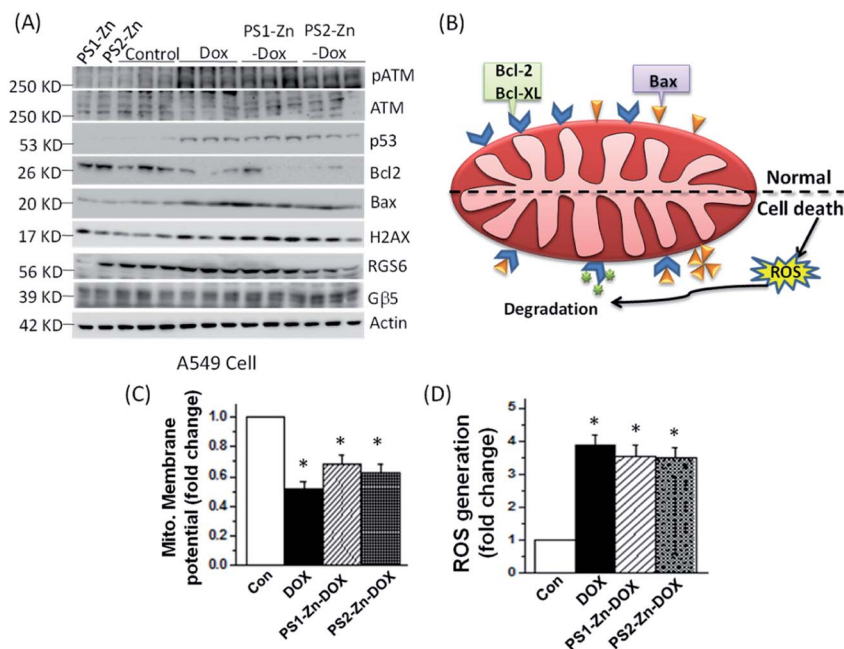 (A)
PS1-Zn
PS2-Zn
Control
Dox
PS1-Zn
-Dox
PS2-Zn
-Dox
250 KD
pATM
250 KD
ATM
53 KD
p53
26 KD
Bcl2
20 KD
Bax
17 KD
H2AX
56 KD
RGS6
39 KD
Gβ5
42 KD
Actin
A549 Cell
(B)
Bcl-2
Bcl-XL
Bax
Normal
Cell death
ROS
Degradation
(C)
Mito. Membrane
potential (fold change)
1.0
0.8
0.6
0.4
0.2
0.0
*
*
*
Con
DOX
PS1-Zn-DOX
PS2-Zn-DOX
(D)
ROS generation
(fold change)
5
4
3
2
1
0
*
*
*
Con
DOX
PS1-Zn-DOX
PS2-Zn-DOX